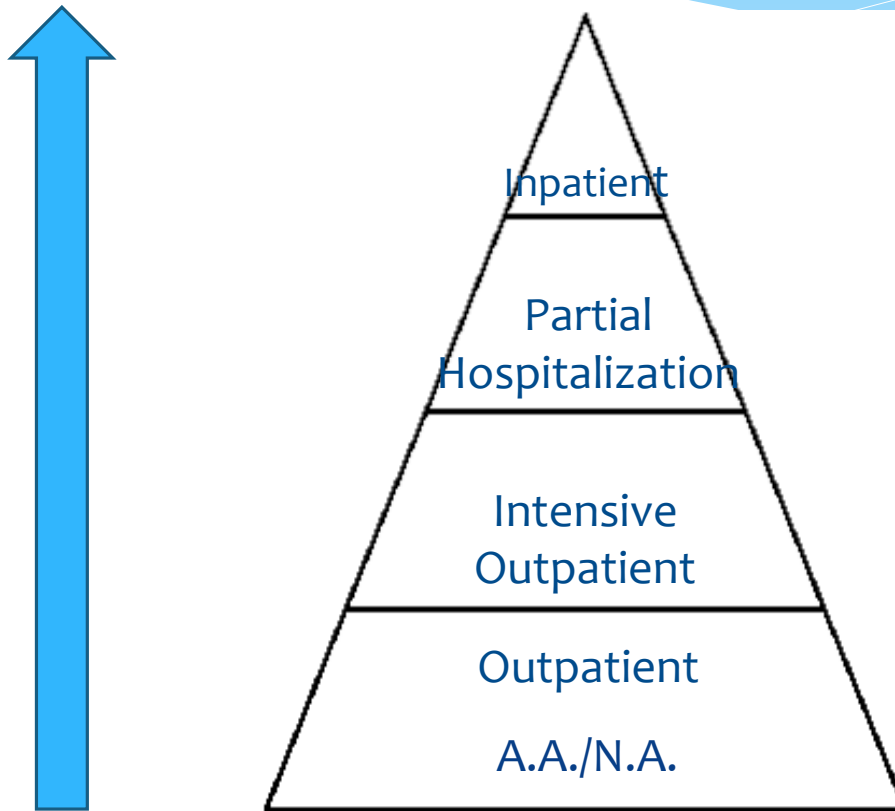 Inpatient
Partial
Hospitalization
Intensive
Outpatient
Outpatient
A.A./N.A.